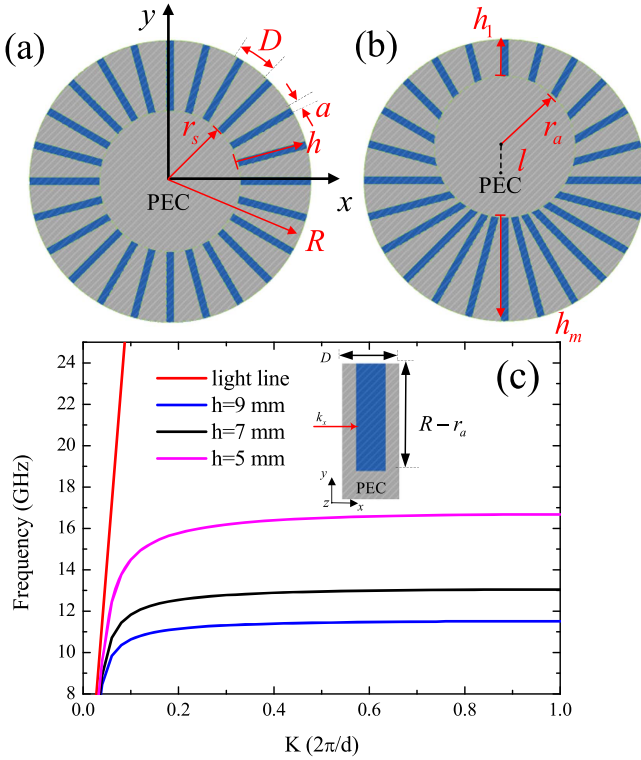 (a)
y
D
a
r_s
h
PEC
x
R
(b)
h_1
r_a
l
PEC
h_m
(c)
24
22
20
18
16
14
12
10
8
Frequency (GHz)
light line
h=9 mm
h=7 mm
h=5 mm
D
k_x
R − r_a
PEC
y
z
x
0.0 0.2 0.4 0.6 0.8 1.0
K (2π/d)